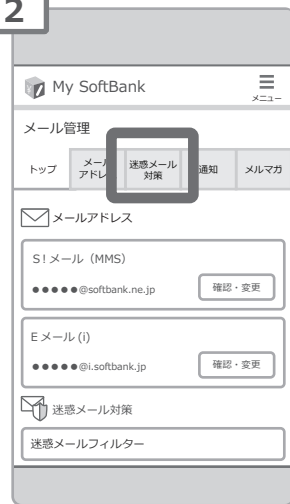 2
My SoftBank
メニュー
メール管理
トップ
メール
アドレ
迷惑メール
対策
通知
メルマガ
メールアドレス
S!メール（MMS）
●●●●●@softbank.ne.jp
確認・変更
Eメール(i)
●●●●●@i.softbank.jp
確認・変更
迷惑メール対策
迷惑メールフィルター